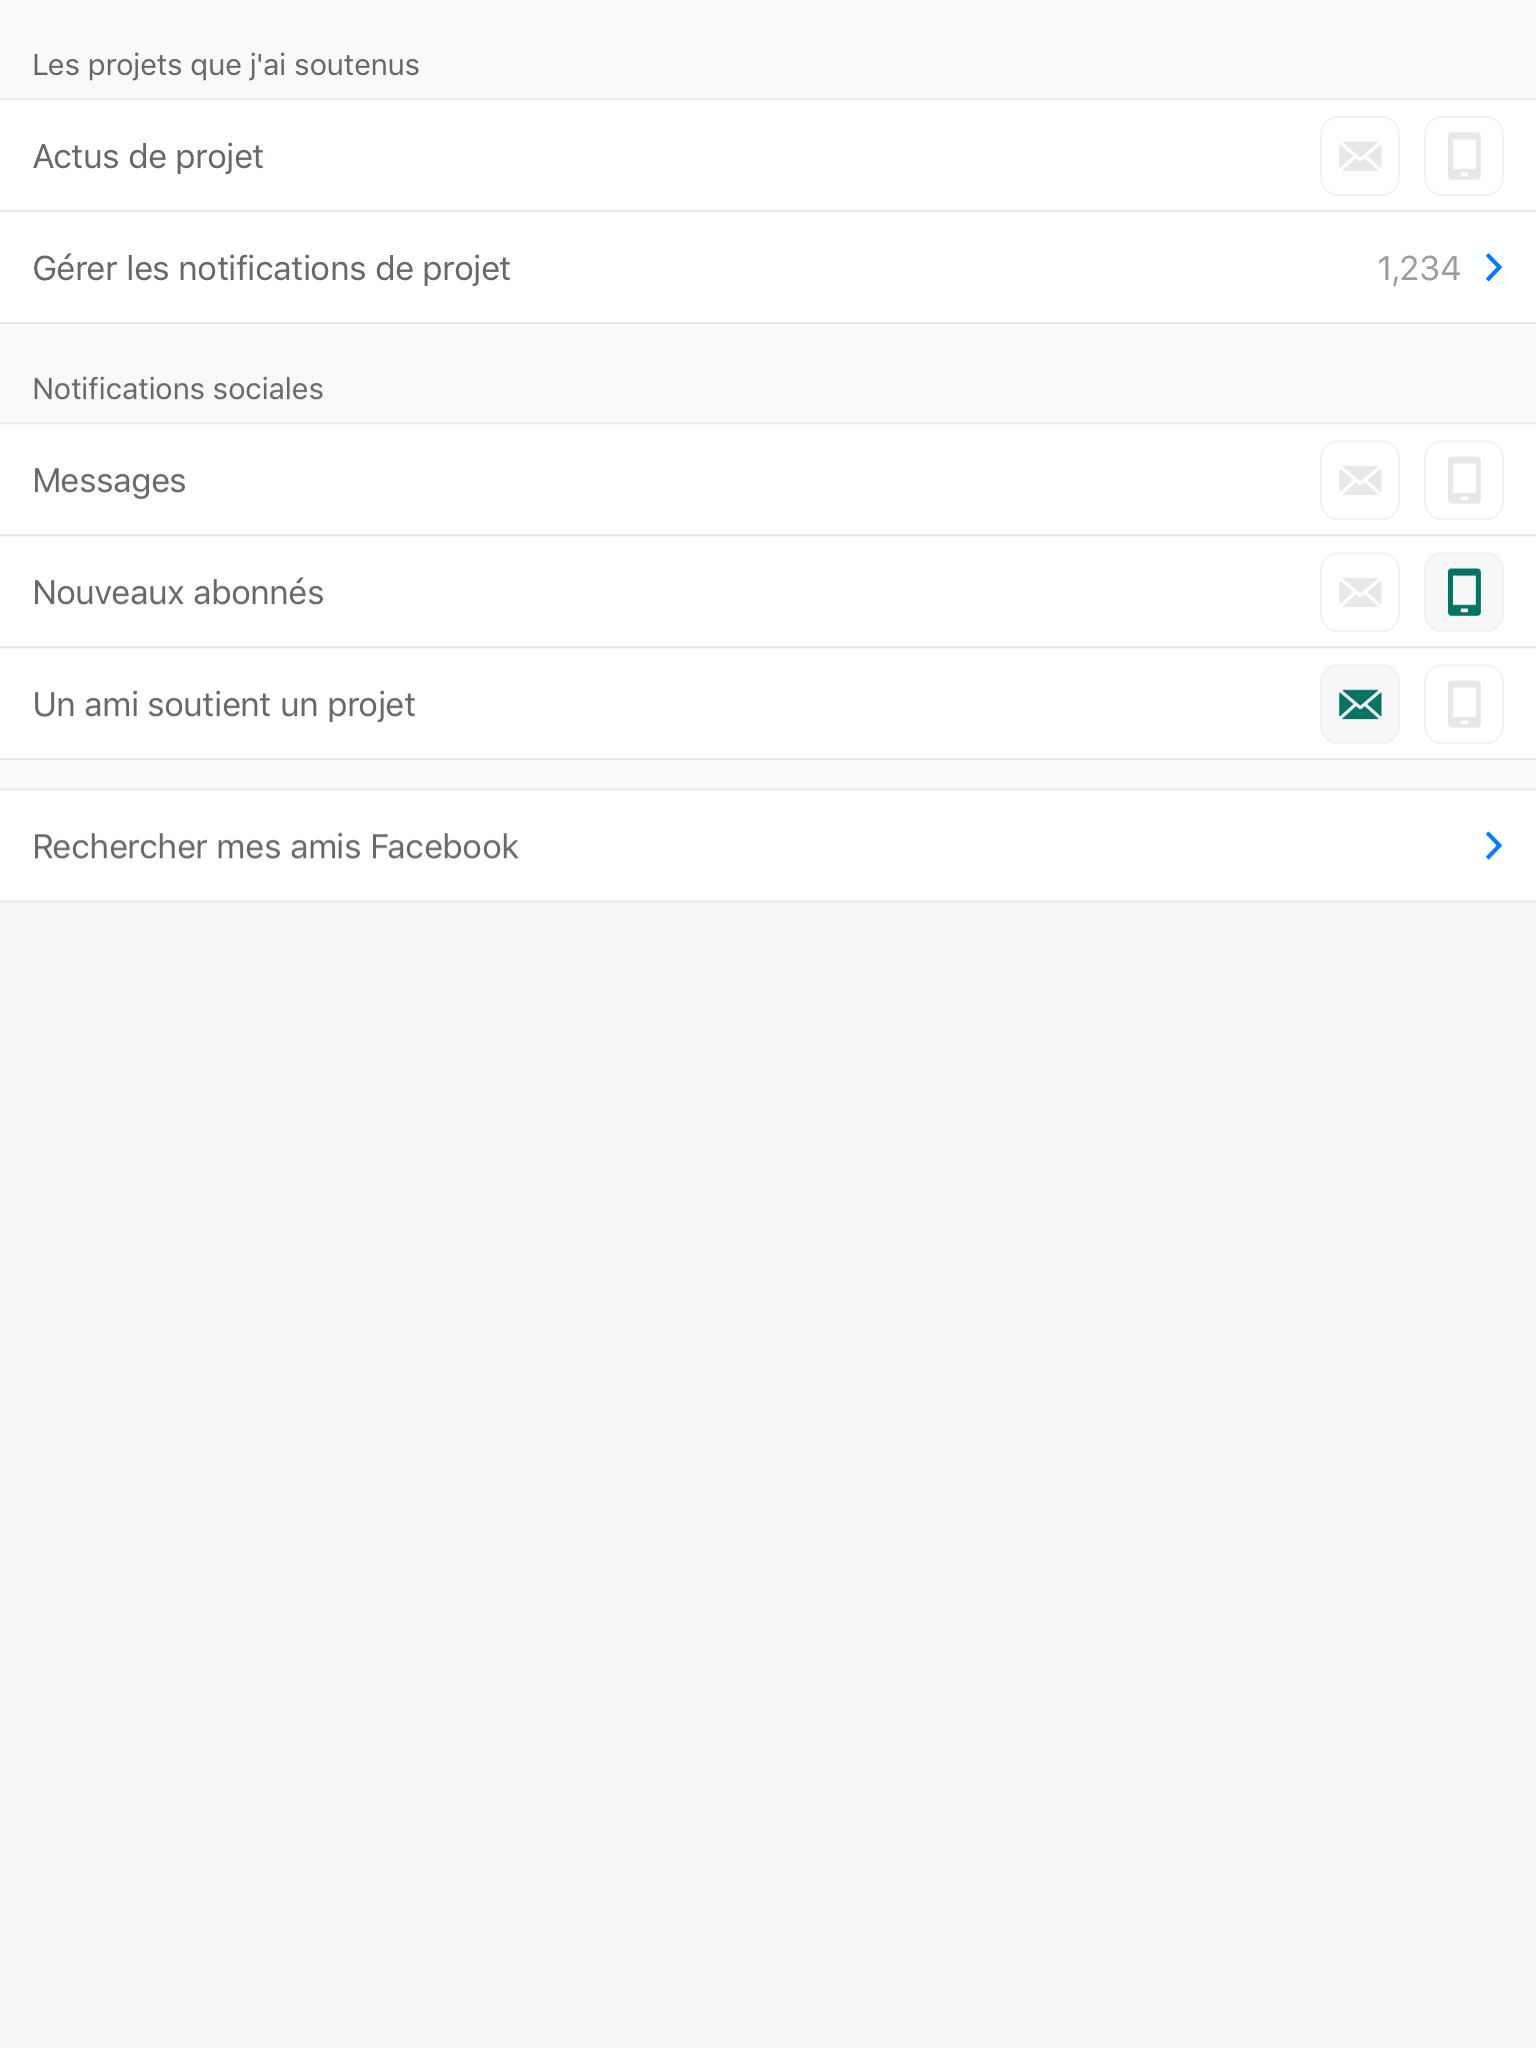 Les projets que j'ai soutenus
Actus de projet
Gérer les notifications de projet 1,234
Notifications sociales
Messages
Nouveaux abonnés
Un ami soutient un projet
Rechercher mes amis Facebook